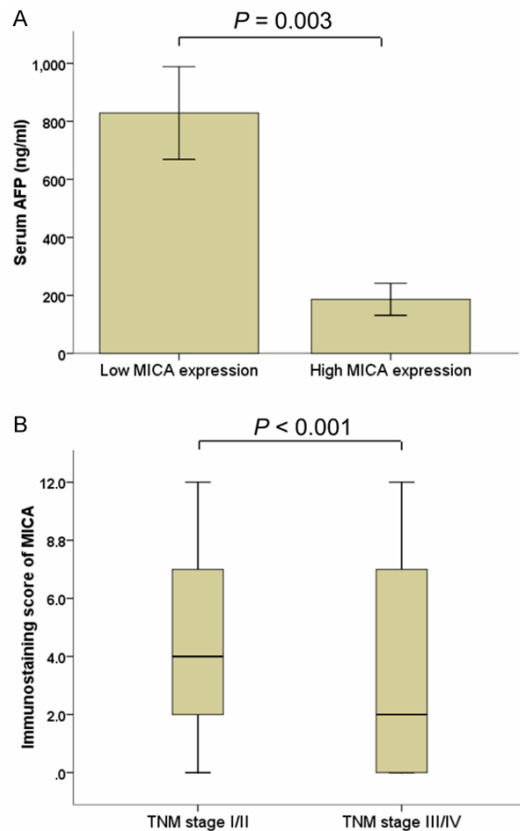 A
P = 0.003
Serum AFP (ng/ml)
1,000
800
600
400
200
0
Low MICA expression High MICA expression
B
P < 0.001
Immunostaining score of MICA
12.0
8.8
6.0
4.0
2.0
.0
TNM stage I/II TNM stage III/IV